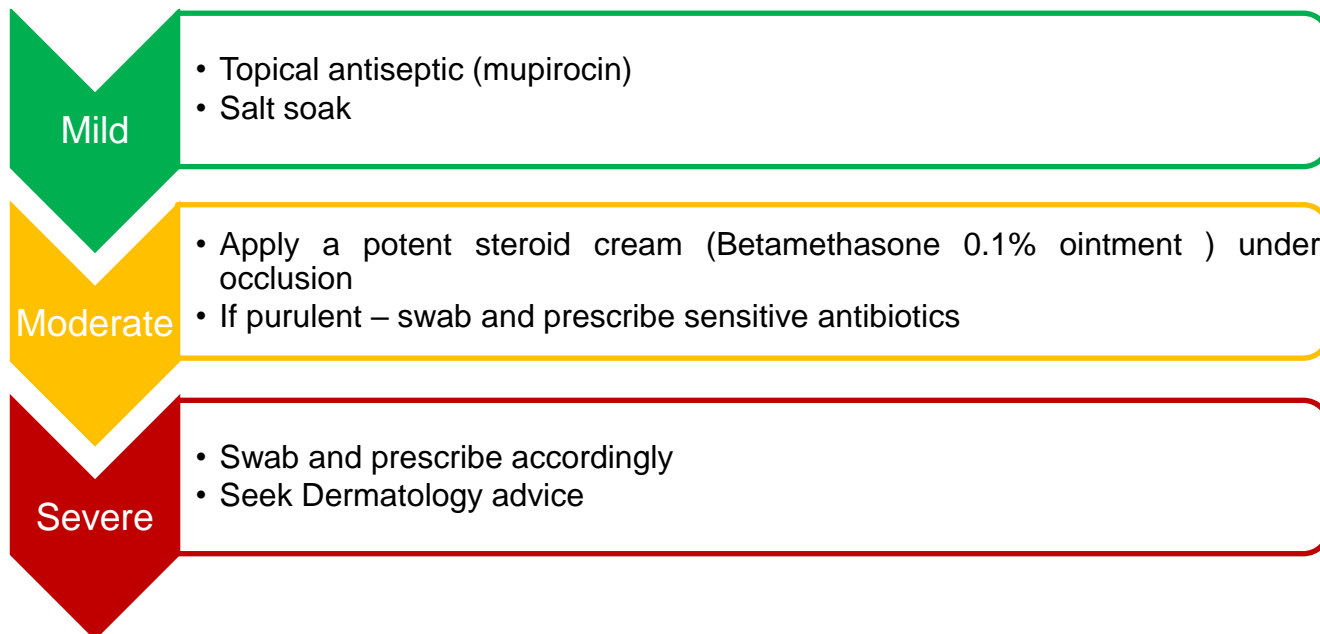 Mild
• Topical antiseptic (mupirocin)
• Salt soak
Moderate
• Apply a potent steroid cream (Betamethasone 0.1% ointment ) under
occlusion
• If purulent – swab and prescribe sensitive antibiotics
Severe
• Swab and prescribe accordingly
• Seek Dermatology advice